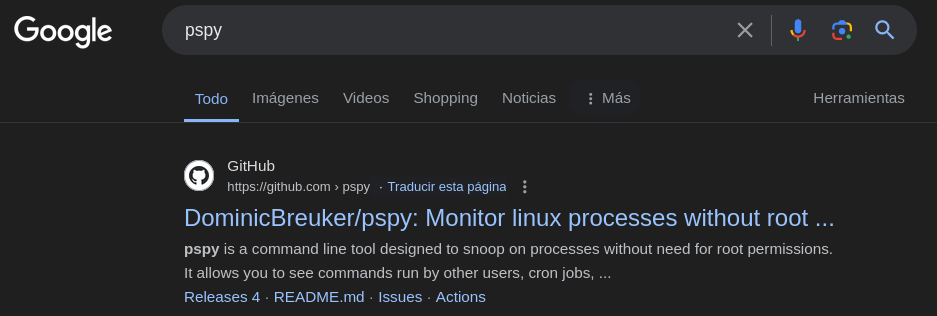 Google
pspy
Todo Imágenes Videos Shopping Noticias Más Herramientas
GitHub
https://github.com › pspy · Traducir esta página
DominicBreuker/pspy: Monitor linux processes without root ...
pspy is a command line tool designed to snoop on processes without need for root permissions.
It allows you to see commands run by other users, cron jobs, ...
Releases 4 · README.md · Issues · Actions